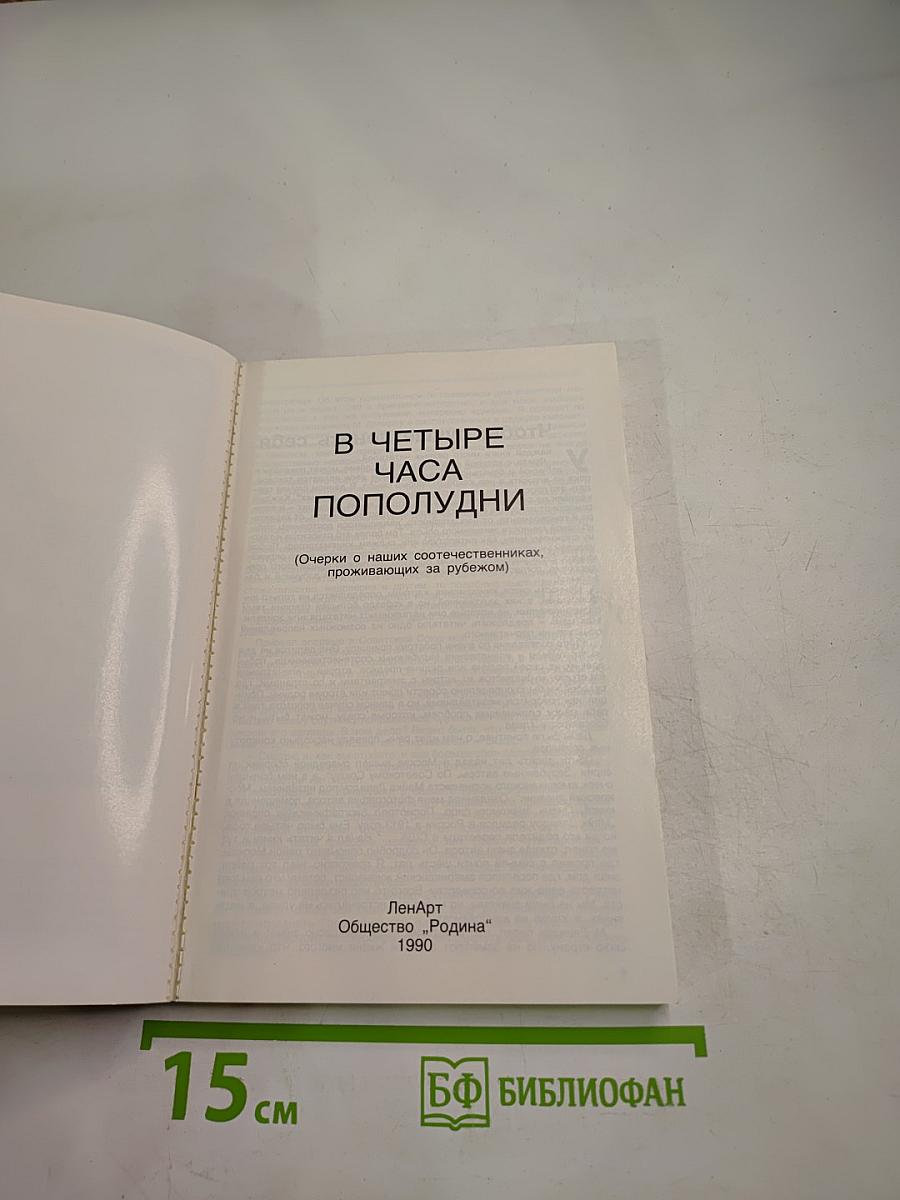 В ЧЕТЫРЕ
ЧАСА
ПОПОЛУДНИ
(Очерки о наших соотечественниках,
проживающих за рубежом)
ЛенАрт
Общество „Родина“
1990
15 см
БФ БИБЛИОФАН